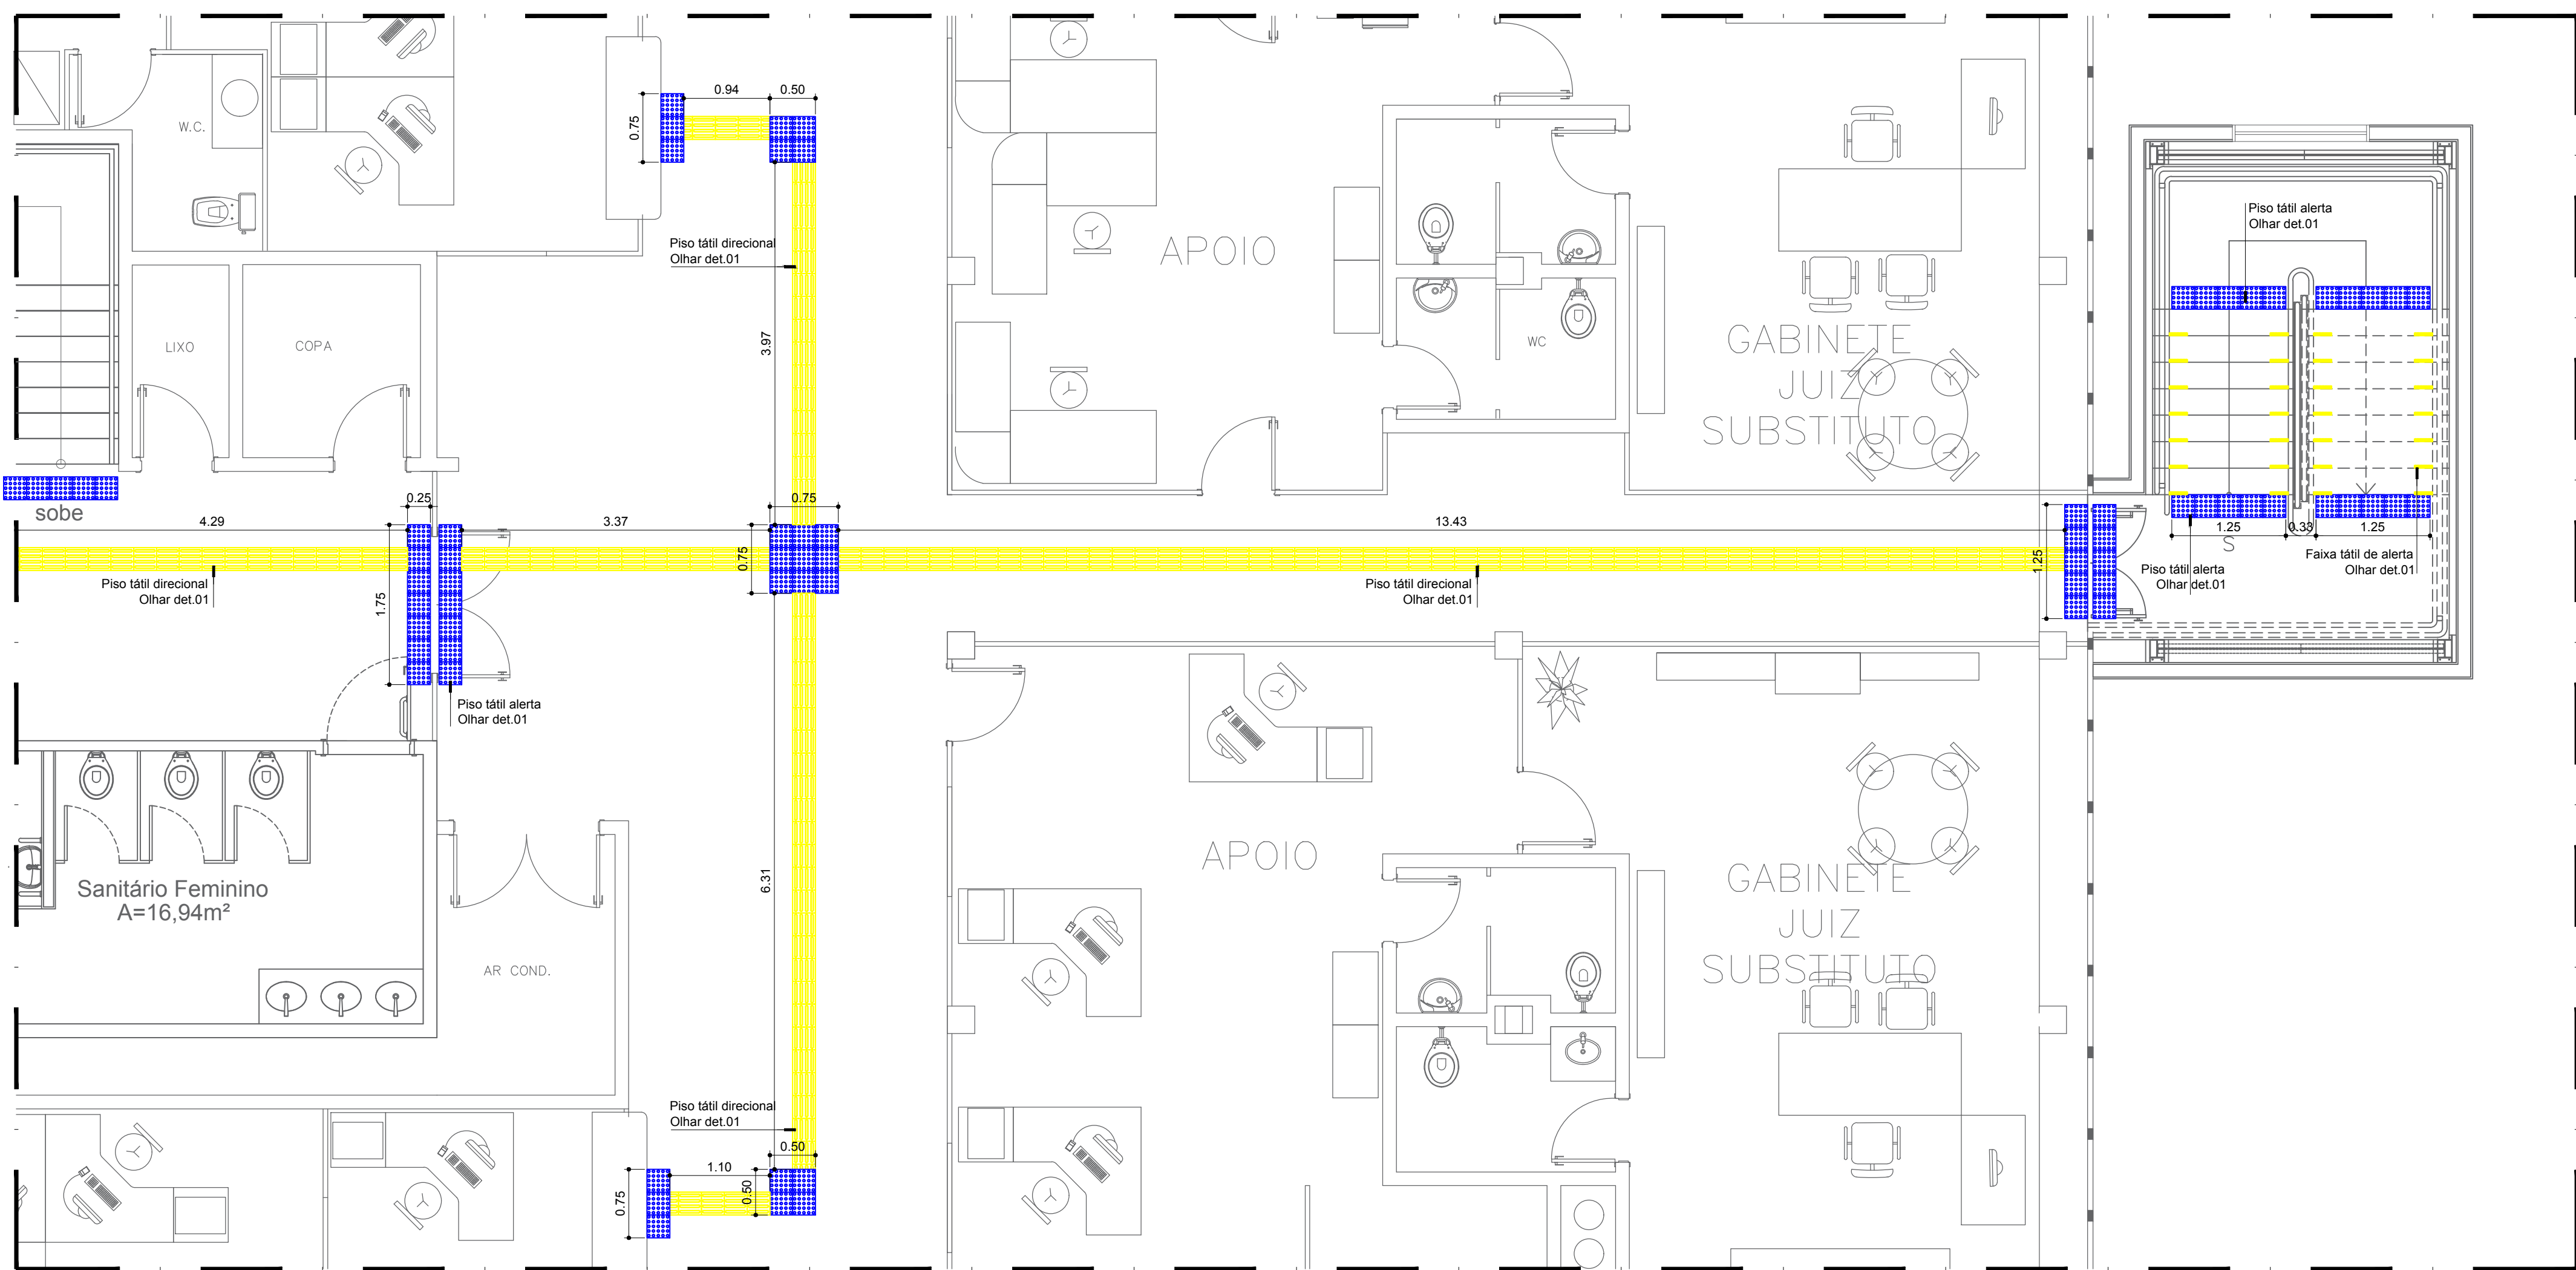 0.94
0.50
0.75
W.C.
Piso tátil direcional
Olhar det.01
3.97
LIXO
COPA
sobe
4.29
0.25
3.37
0.75
0.75
1.75
Piso tátil direcional
Olhar det.01
Piso tátil alerta
Olhar det.01
APOIO
WC
GABINETE
JUIZ
SUBSTITUTO
13.43
1.25
Piso tátil direcional
Olhar det.01
Piso tátil alerta
Olhar det.01
1.25
0.33
1.25
S
Piso tátil alerta
Olhar det.01
Faixa tátil de alerta
Olhar det.01
Sanitário Feminino
A=16,94m²
AR COND.
6.31
APOIO
GABINETE
JUIZ
SUBSTITUTO
Piso tátil direcional
Olhar det.01
0.50
1.10
0.50
0.75